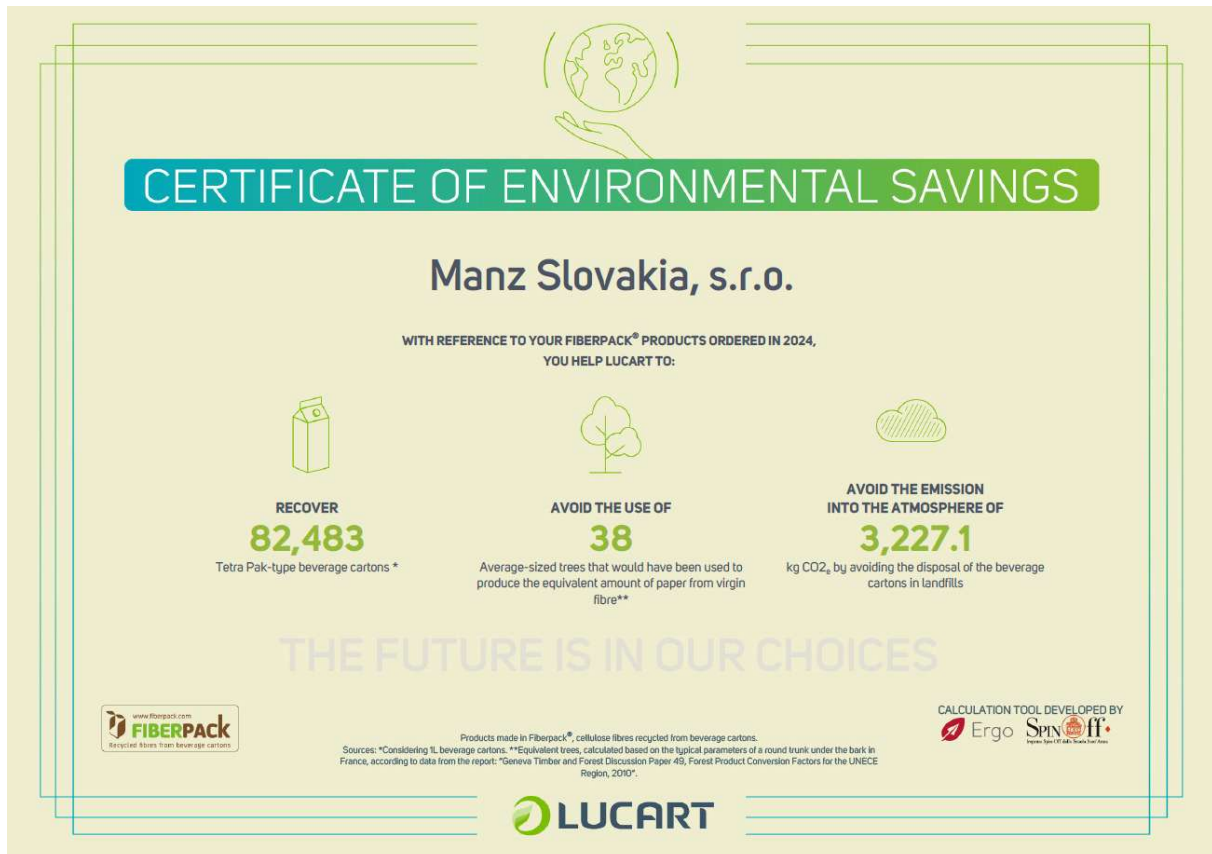 CERTIFICATE OF ENVIRONMENTAL SAVINGS
Manz Slovakia, s.r.o.
WITH REFERENCE TO YOUR FIBERPACK® PRODUCTS ORDERED IN 2024,
YOU HELP LUCART TO:
RECOVER
82,483
Tetra Pak-type beverage cartons *
AVOID THE USE OF
38
Average-sized trees that would have been used to
produce the equivalent amount of paper from virgin
fibre**
AVOID THE EMISSION
INTO THE ATMOSPHERE OF
3,227.1
kg CO2e by avoiding the disposal of the beverage
cartons in landfills
THE FUTURE IS IN OUR CHOICES
www.fiberpack.com
FIBERPACK
Recycled fibres from beverage cartons
Products made in Fiberpack®, cellulose fibres recycled from beverage cartons.
Sources: *Considering 1L beverage cartons. **Equivalent trees, calculated based on the typical parameters of a round trunk under the bark in
France, according to data from the report: "Geneva Timber and Forest Discussion Paper 49, Forest Product Conversion Factors for the UNECE
Region, 2010".
CALCULATION TOOL DEVELOPED BY
Ergo
SPIN Off
LUCART